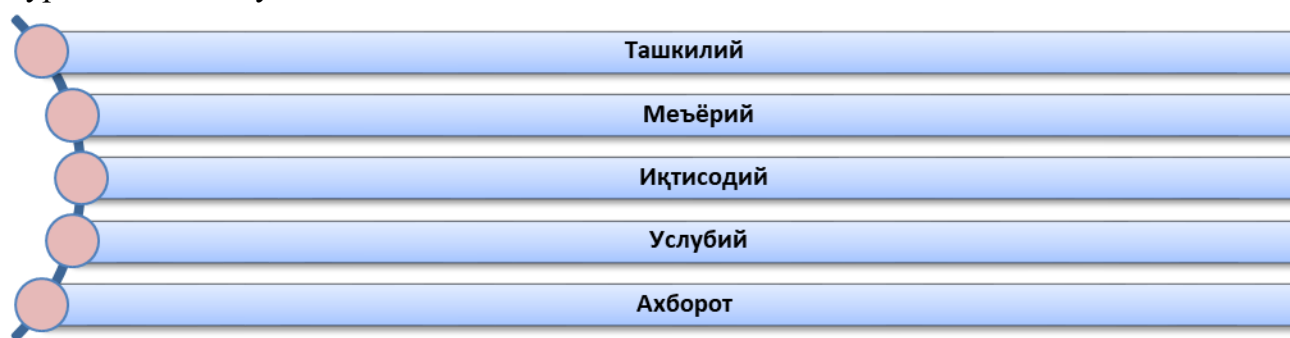 Ташкилий
Меъёрий
Иқтисодий
Услубий
Ахборот